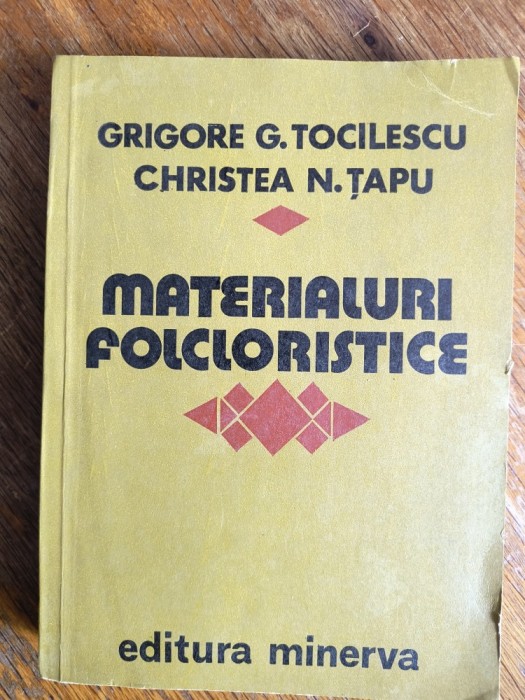 GRIGORE G. TOCILESCU
CHRISTEA N. ȚAPU
MATERIALURI
FOLCLORISTICE
editura minerva